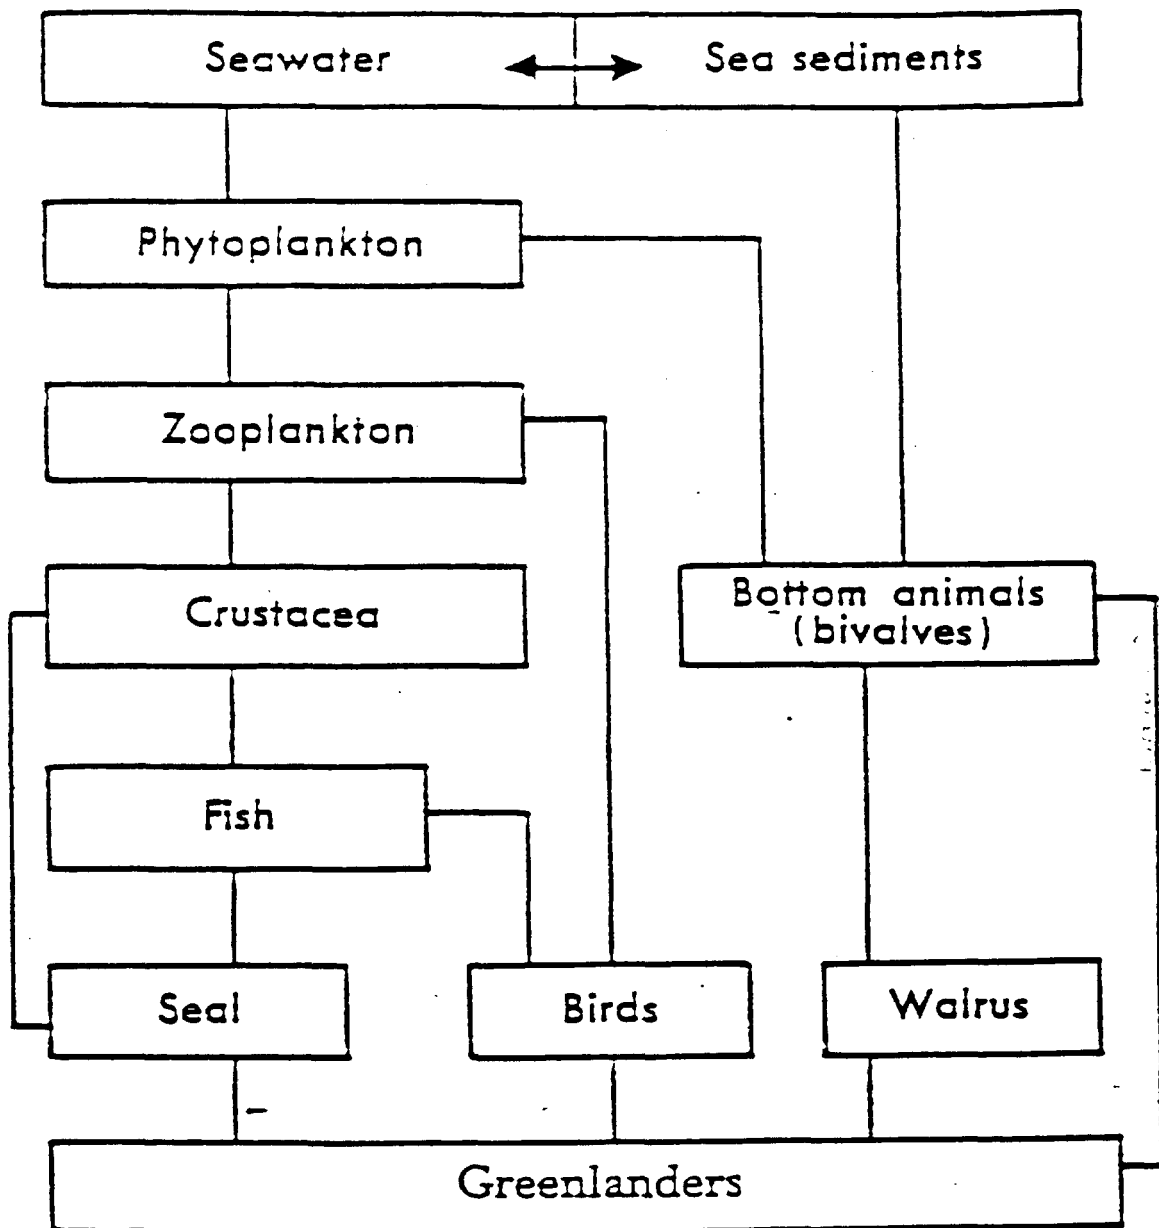 Seawater
Sea sediments
Phytoplankton
Zooplankton
Crustacea
Bottom animals
(bivalves)
Fish
Seal
Birds
Walrus
Greenlanders